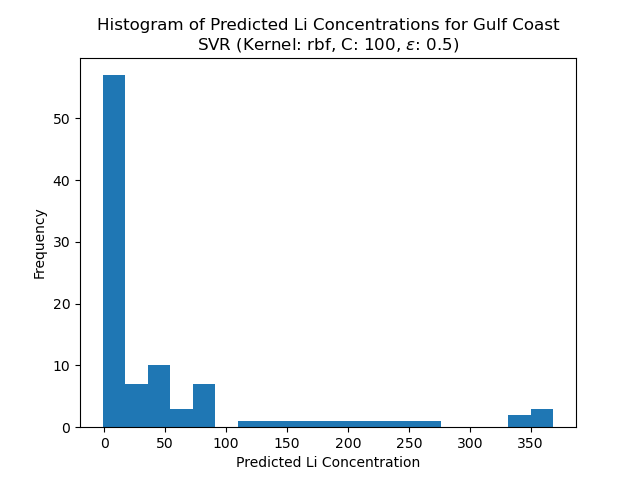 Histogram of Predicted Li Concentrations for Gulf Coast
SVR (Kernel: rbf, C: 100, ε: 0.5)
Frequency
50
40
30
20
10
0
0 50 100 150 200 250 300 350
Predicted Li Concentration